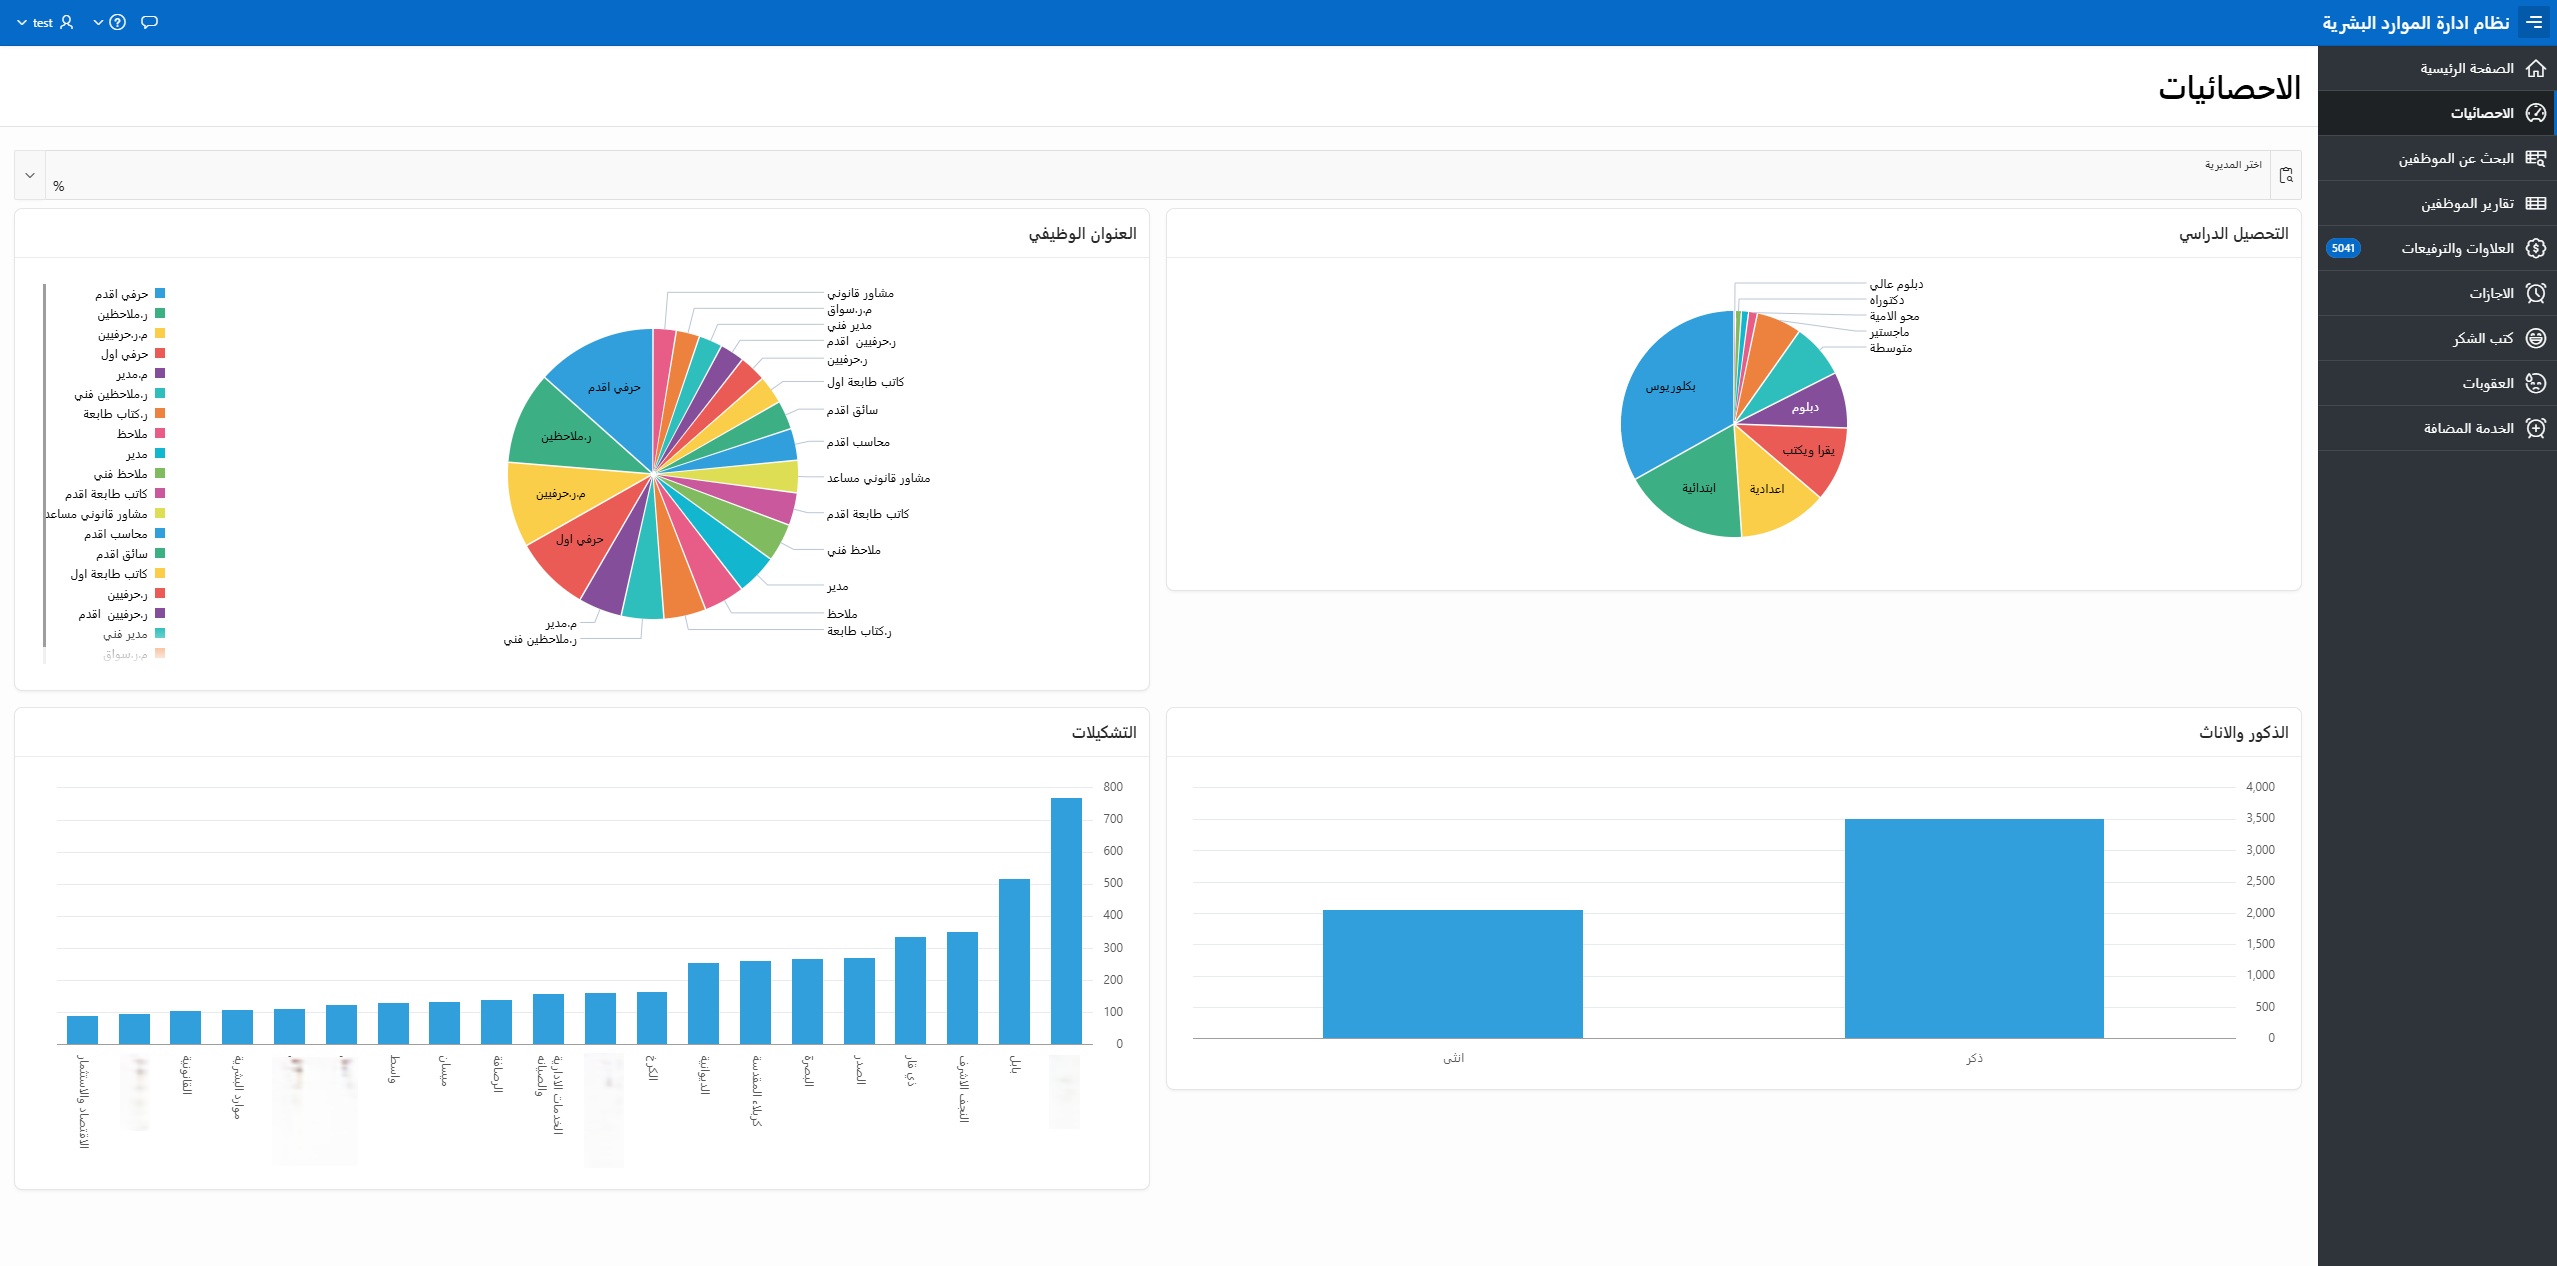 نظام ادارة الموارد البشرية
test
الصفحة الرئيسية
الاحصائيات
البحث عن الموظفين
تقارير الموظفين
العلاوات والترفيعات
5041
الاجازات
كتب الشكر
العقوبات
الخدمة المضافة
الاحصائيات
اختر المديرية
%
التحصيل الدراسي
دبلوم عالي
دكتوراه
محو الامية
ماجستير
متوسطة
بكلوريوس
دبلوم
يقرا ويكتب
ابتدائية
اعدادية
العنوان الوظيفي
مشاور قانوني
م.ر.سواق
مدير فني
ر.حرفيين اقدم
ر.حرفيين
كاتب طابعة اول
سائق اقدم
محاسب اقدم
مشاور قانوني مساعد
كاتب طابعة اقدم
ملاحظ فني
مدير
ملاحظ
ر.كتاب طابعة
م.مدير
ر.ملاحظين فني
حرفي اقدم
ر.ملاحظين
م.ر.حرفيين
حرفي اول
حرفي اقدم
ر.ملاحظين
م.ر.حرفيين
حرفي اول
م.مدير
ر.ملاحظين فني
ر.كتاب طابعة
ملاحظ
مدير
ملاحظ فني
كاتب طابعة اقدم
مشاور قانوني مساعد
محاسب اقدم
سائق اقدم
كاتب طابعة اول
ر.حرفيين
ر.حرفيين اقدم
مدير فني
م.ر.سواق
الذكور والاناث
4,000
3,500
3,000
2,500
2,000
1,500
1,000
500
0
ذكر
انثى
التشكيلات
800
700
600
500
400
300
200
100
0
بابل
النجف الاشرف
ذي قار
الصدر
البصرة
كربلاء المقدسة
الديوانية
الكرخ
الخدمات الادارية
والصيانه
الرصافة
ميسان
واسط
موارد البشرية
القانونية
الاقتصاد والاستثمار